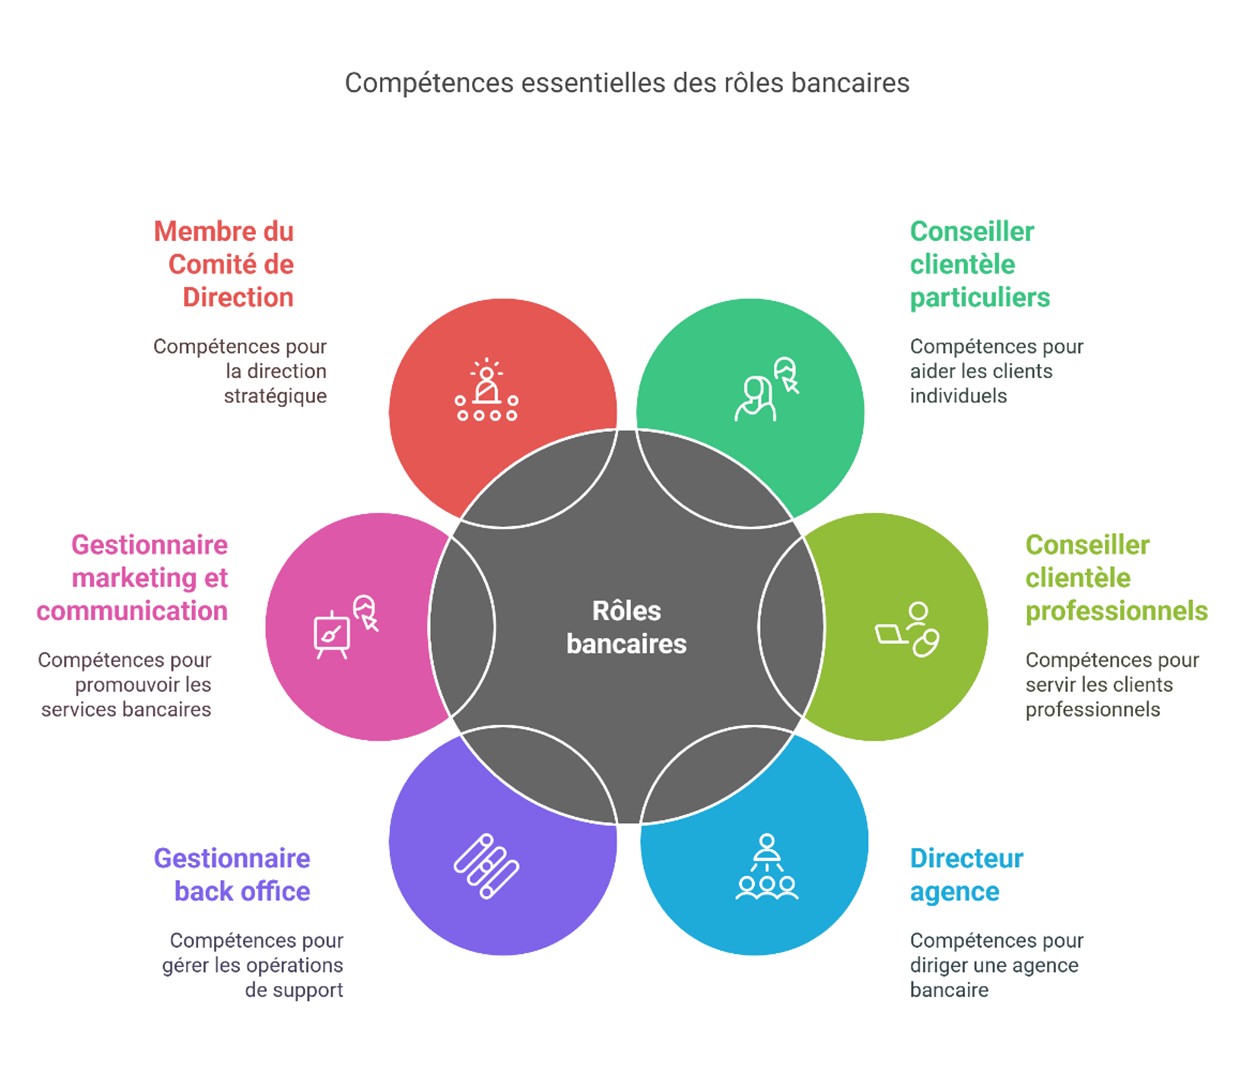 Compétences essentielles des rôles bancaires
Membre du
Comité de
Direction
Compétences pour
la direction
stratégique
Conseiller
clientèle
particuliers
Compétences pour
aider les clients
individuels
Gestionnaire
marketing et
communication
Compétences pour
promouvoir les
services bancaires
Rôles
bancaires
Conseiller
clientèle
professionnels
Compétences pour
servir les clients
professionnels
Gestionnaire
back office
Compétences pour
gérer les opérations
de support
Directeur
agence
Compétences pour
diriger une agence
bancaire